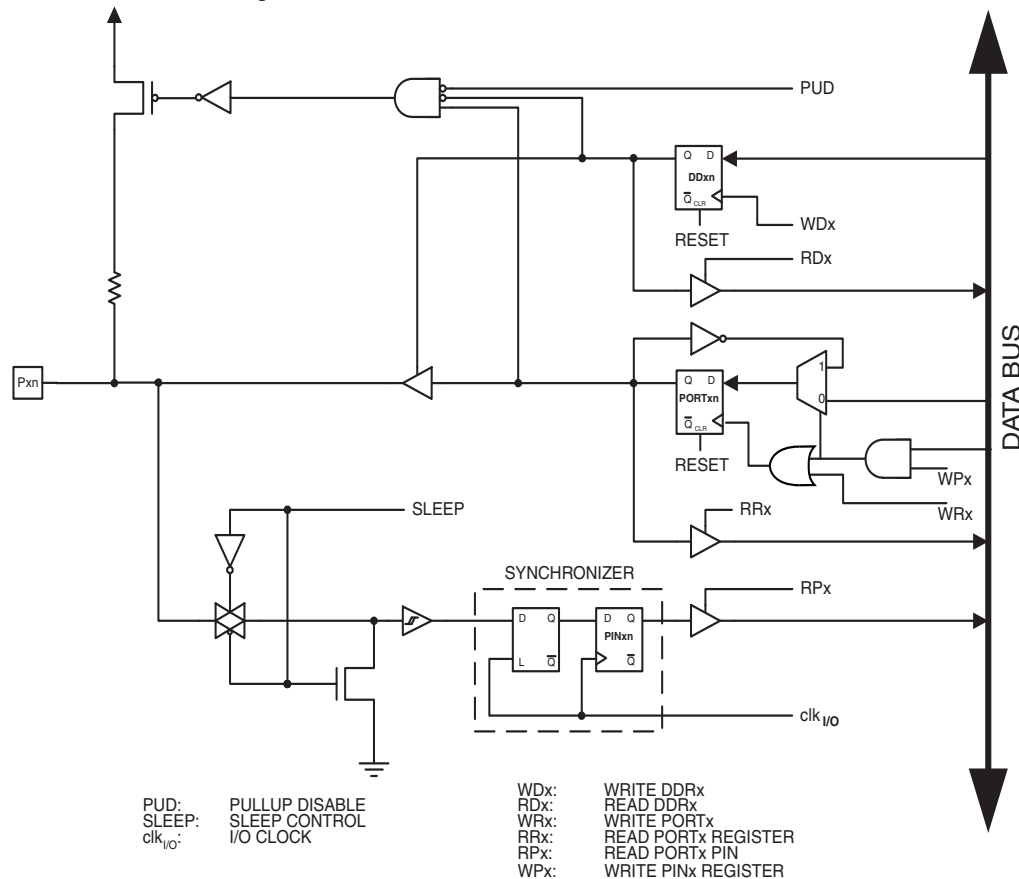 PUD
Q D
DDxn
Q CLR
WDx
RESET
RDx
Pxn
1
Q D
PORTxn
0
Q CLR
RESET
WPx
WRx
RRx
SLEEP
SYNCHRONIZER
RPx
D Q
D Q
PINxn
L Q
Q
clk I/O
DATA BUS
PUD: PULLUP DISABLE
SLEEP: SLEEP CONTROL
clkI/O: I/O CLOCK
WDx: WRITE DDRx
RDx: READ DDRx
WRx: WRITE PORTx
RRx: READ PORTx REGISTER
RPx: READ PORTx PIN
WPx: WRITE PINx REGISTER